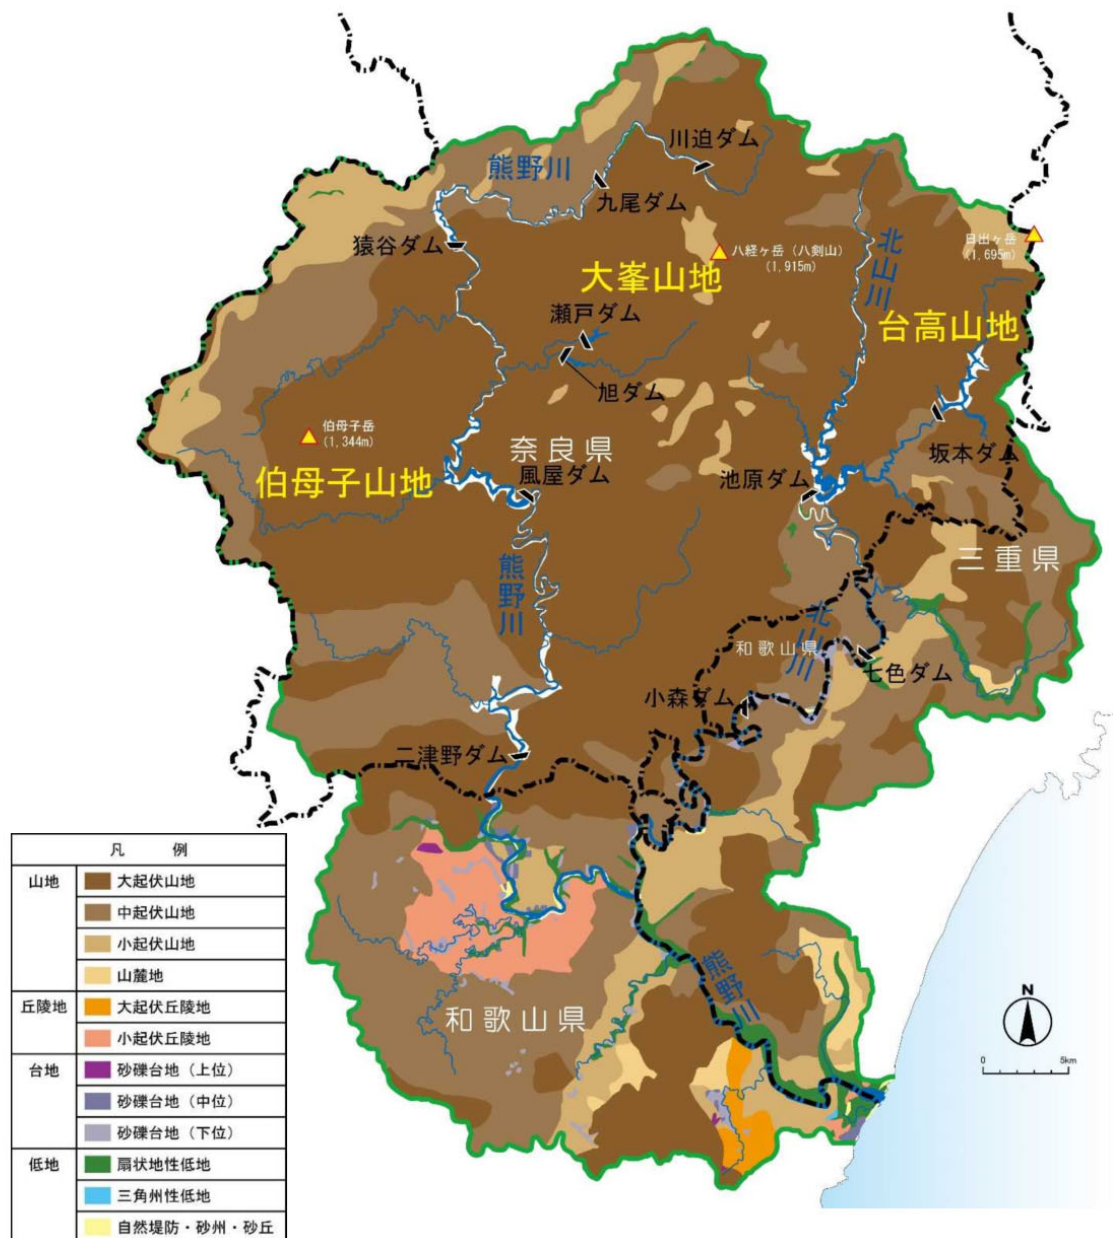 川迫ダム
熊野川
九尾ダム
猿谷ダム
八経ヶ岳（八剣山）
（1,915m）
北山川
日出ヶ岳
（1,695m）
大峯山地
瀬戸ダム
台高山地
旭ダム
伯母子岳
（1,344m）
奈良県
坂本ダム
伯母子山地
風屋ダム
池原ダム
熊野川
三重県
北山川
和歌山県
七色ダム
小森ダム
二津野ダム
凡　例
山地
大起伏山地
中起伏山地
小起伏山地
山麓地
丘陵地
大起伏丘陵地
小起伏丘陵地
台地
砂礫台地（上位）
砂礫台地（中位）
砂礫台地（下位）
低地
扇状地性低地
三角州性低地
自然堤防・砂州・砂丘
熊野川
和歌山県
N
0 5km